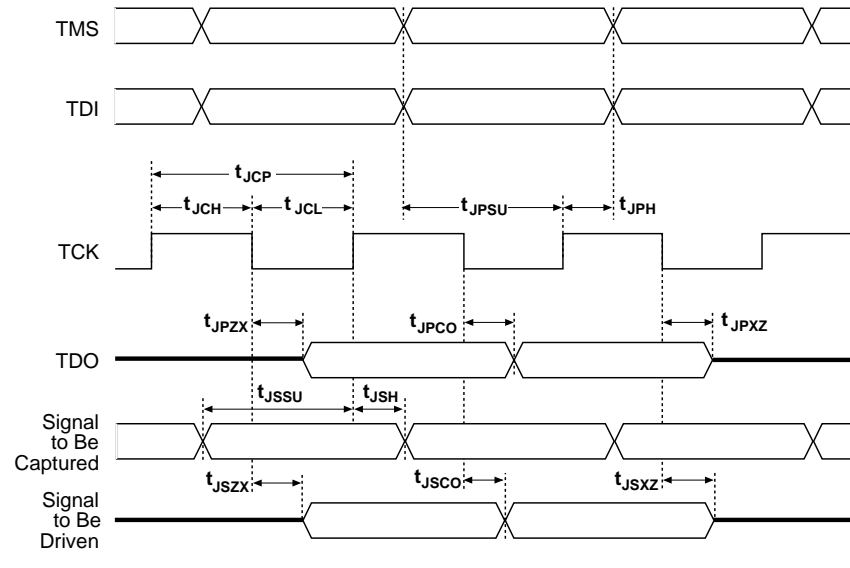 TMS
TDI
tJCP
tJCH
tJCL
tJPSU
tJPH
TCK
tJPZX
tJPCO
tJPXZ
TDO
tJSSU
tJSH
Signal
to Be
Captured
tJSZX
tJSCO
tJSXZ
Signal
to Be
Driven